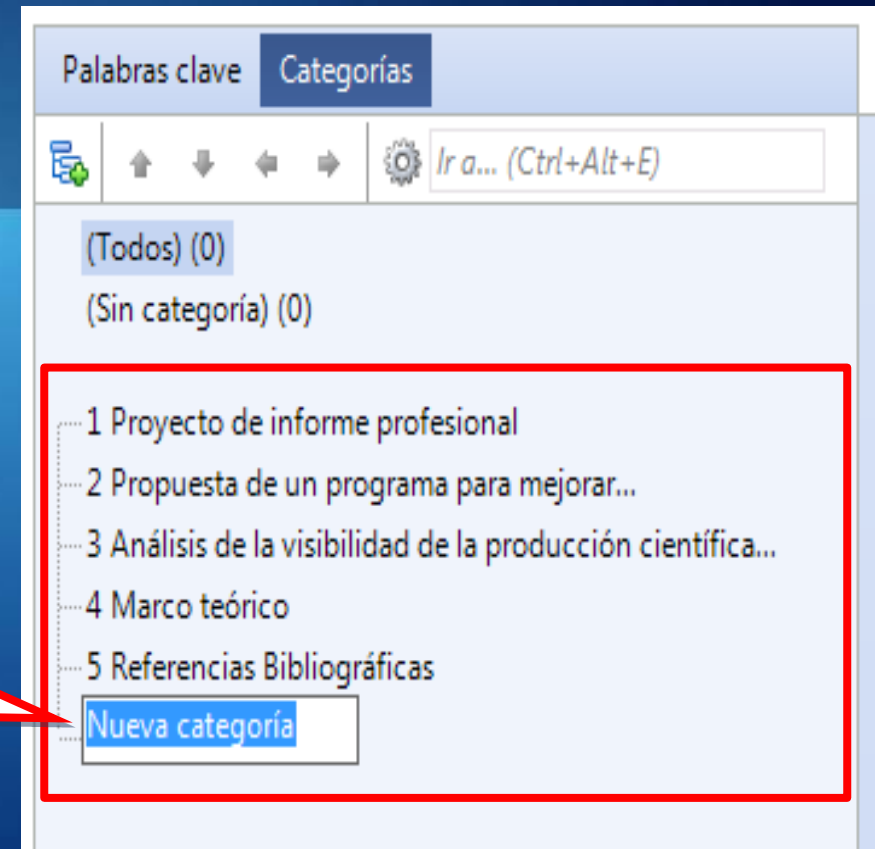 Palabras clave Categorías
Ir a... (Ctrl+Alt+E)
(Todos) (0)
(Sin categoría) (0)
1 Proyecto de informe profesional
2 Propuesta de un programa para mejorar...
3 Análisis de la visibilidad de la producción científica...
4 Marco teórico
5 Referencias Bibliográficas
Nueva categoría